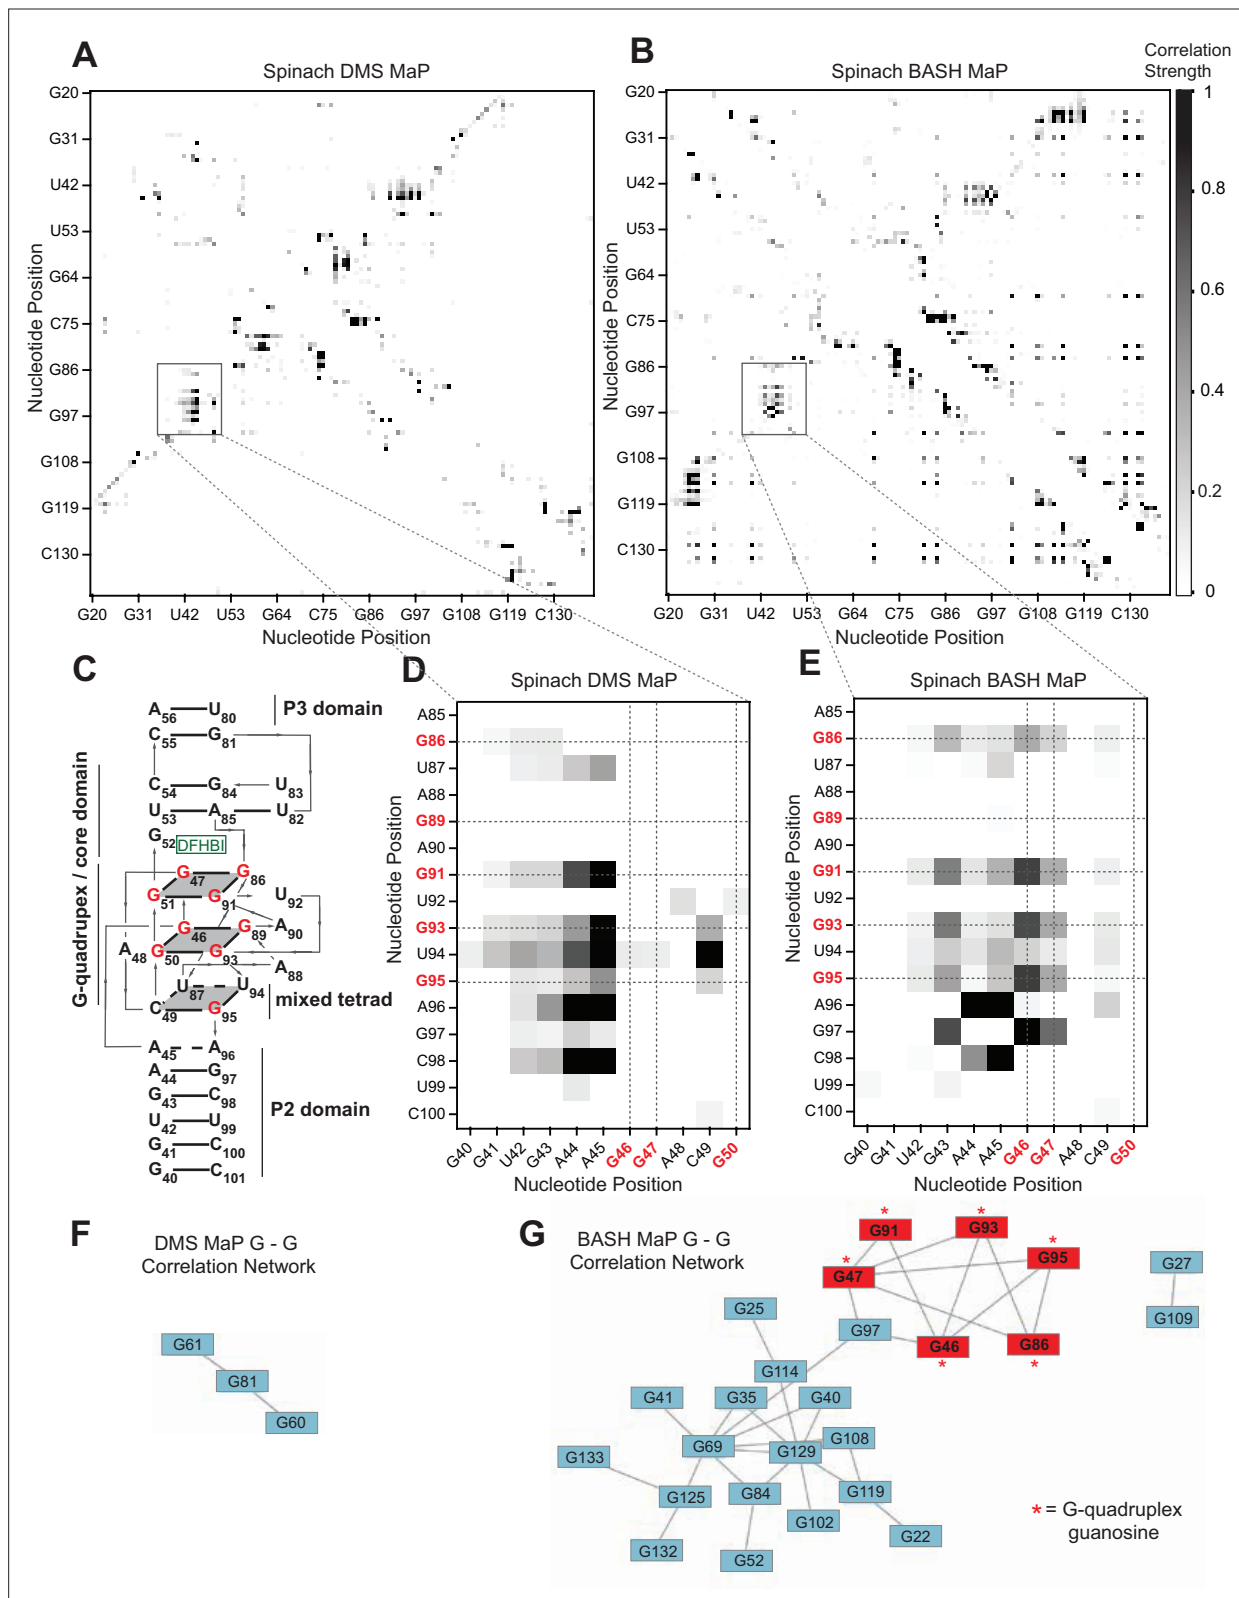 A
Spinach DMS MaP
G20
G31
U42
U53
G64
C75
G86
G97
G108
G119
C130
Nucleotide Position
G20 G31 U42 U53 G64 C75 G86 G97 G108 G119 C130
Nucleotide Position
B
Spinach BASH MaP
G20
G31
U42
U53
G64
C75
G86
G97
G108
G119
C130
Nucleotide Position
G20 G31 U42 U53 G64 C75 G86 G97 G108 G119 C130
Nucleotide Position
Correlation
Strength
1
0.8
0.6
0.4
0.2
0
C
A56 U80
P3 domain
C55 G81
C54 G84 U83
U53 A85 U82
G52 DFHBI
G47 G86
G51 G91 U92
G46 G89 A90
A48 G50 G93 A88
U87 U94
mixed tetrad
C49 G95
A45 A96
A44 G97
G43 C98
P2 domain
U42 U99
G41 C100
G40 C101
G-quadrupex / core domain
D
Spinach DMS MaP
A85
G86
U87
A88
G89
A90
G91
U92
G93
U94
G95
A96
G97
C98
U99
C100
Nucleotide Position
G40 G41 U42 G43 A44 A45 G46 G47 A48 C49 G50
Nucleotide Position
E
Spinach BASH MaP
A85
G86
U87
A88
G89
A90
G91
U92
G93
U94
G95
A96
G97
C98
U99
C100
Nucleotide Position
G40 G41 U42 G43 A44 A45 G46 G47 A48 C49 G50
Nucleotide Position
F
DMS MaP G - G
Correlation Network
G61
G81
G60
G
BASH MaP G - G
Correlation Network
* * *
G91 G93
G95
* G47
G27
G25
G97
G109
G46 G86
* *
G114
G41 G35 G40
G69 G129 G108
G133
G125 G84 G119
G102 G22
G132 G52
* = G-quadruplex
guanosine